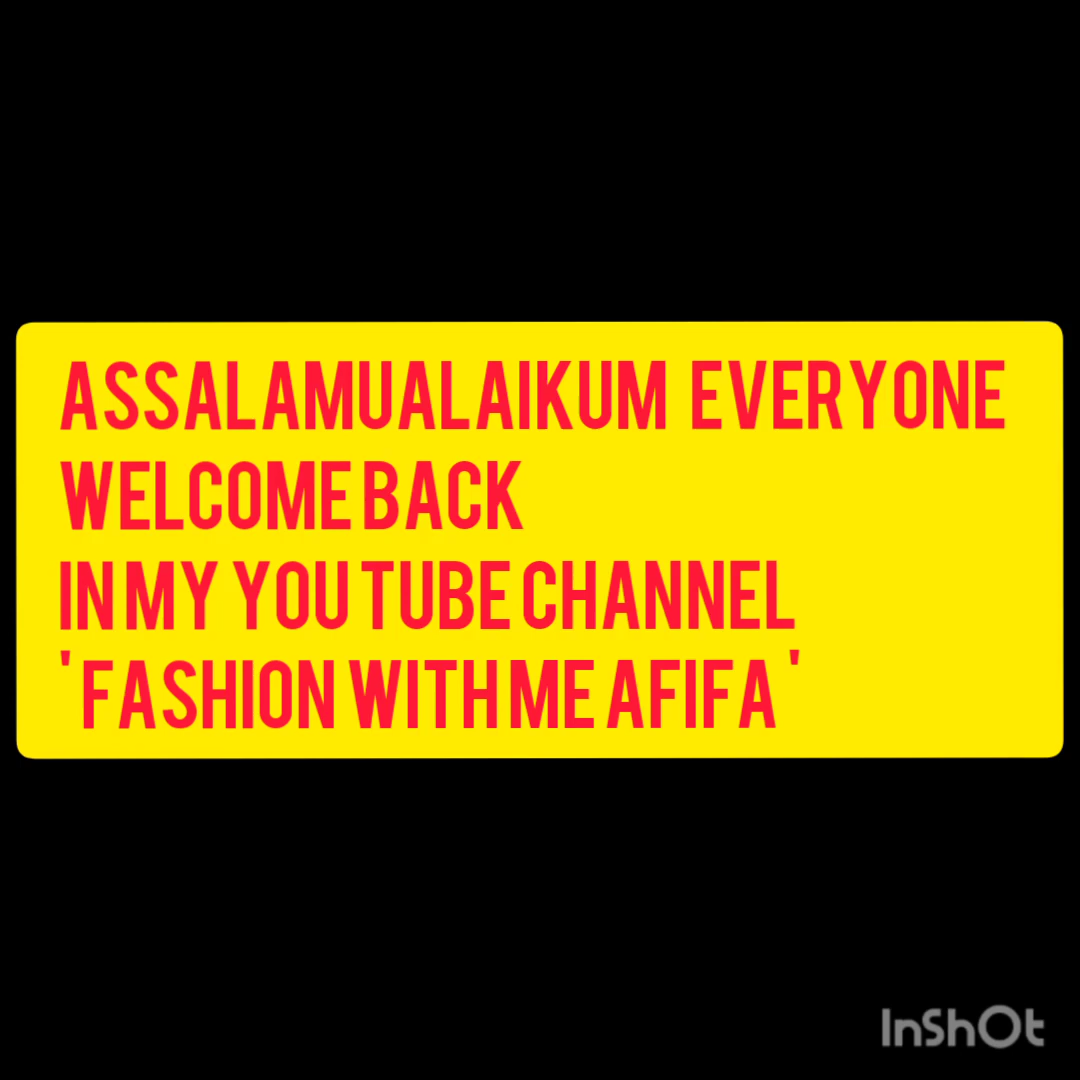 ASSALAMUALAIKUM EVERYONE
WELCOME BACK
IN MY YOU TUBE CHANNEL
'FASHION WITH ME AFIFA'
InShOt